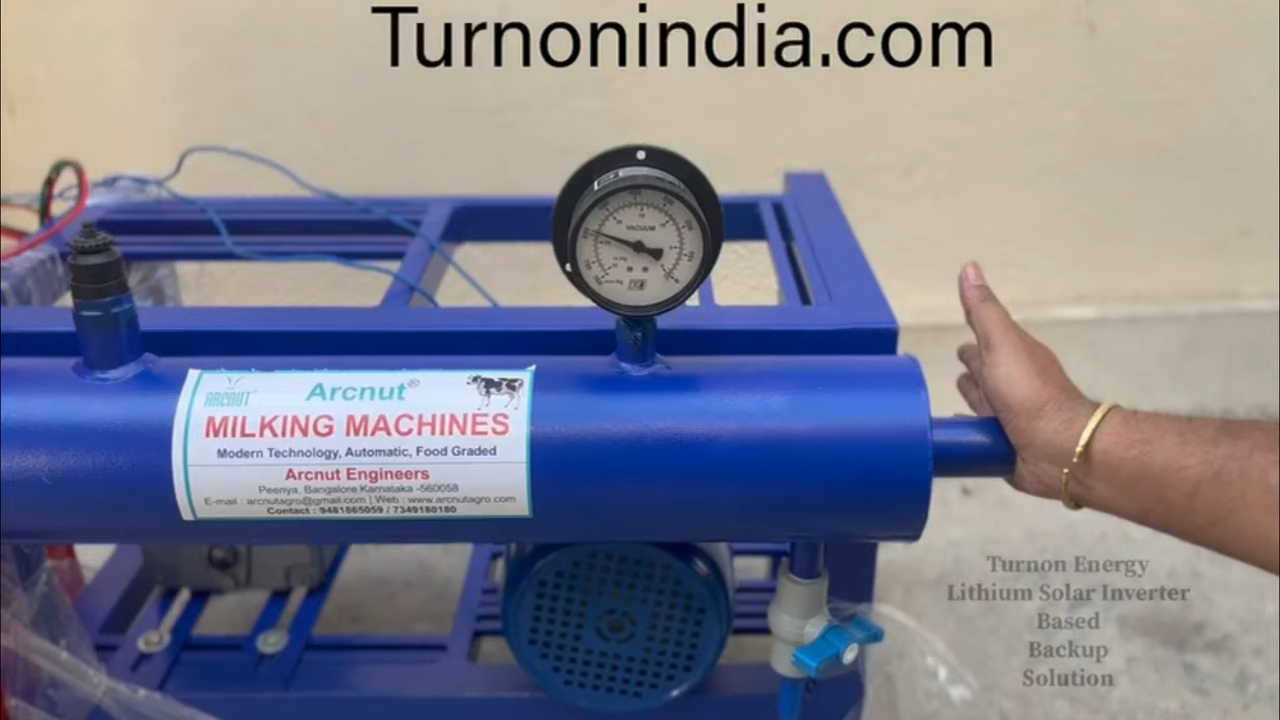 Turnonindia.com
VACUUM
ARCNUT
Arcnut®
MILKING MACHINES
Modern Technology, Automatic, Food Graded
Arcnut Engineers
Peenya, Bangalore Karnataka -560058
E-mail : arcnutagro@gmail.com | Web : www.arcnutagro.com
Contact : 9481865059 / 7349180180
Turnon Energy
Lithium Solar Inverter
Based
Backup
Solution